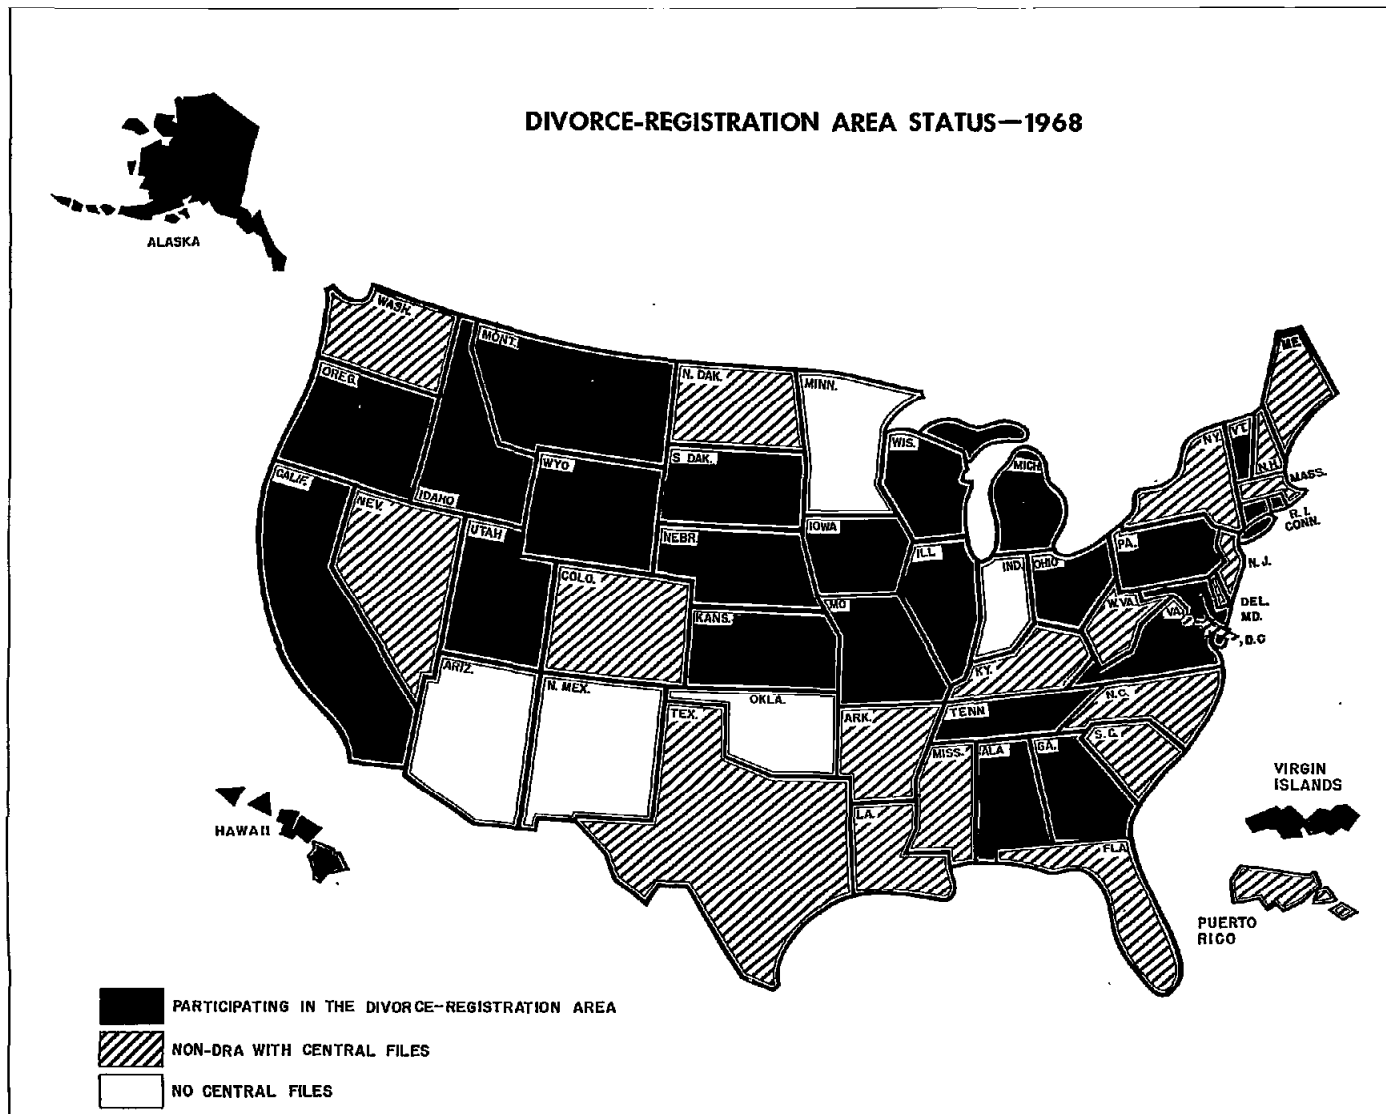 DIVORCE-REGISTRATION AREA STATUS—1968
ALASKA
WASH.
OREG.
MONT.
N. DAK.
MINN.
ME.
CALIF.
NEV.
IDAHO
WYO
S DAK.
WIS.
MICH
NY.
VT.
N.H.
MASS.
R. I.
CONN.
UTAH
COLO.
NEBR.
IOWA
ILL
IND.
OHIO
PA.
N. J.
DEL.
MD.
D.C
W.VA.
VA.
KANS.
MO
KY.
ARIZ.
N. MEX.
OKLA.
TEX.
ARK.
TENN
N.C.
S.C.
MISS.
ALA
GA.
LA.
FLA
HAWAII
VIRGIN
ISLANDS
PUERTO
RICO
PARTICIPATING IN THE DIVORCE-REGISTRATION AREA
NON-DRA WITH CENTRAL FILES
NO CENTRAL FILES